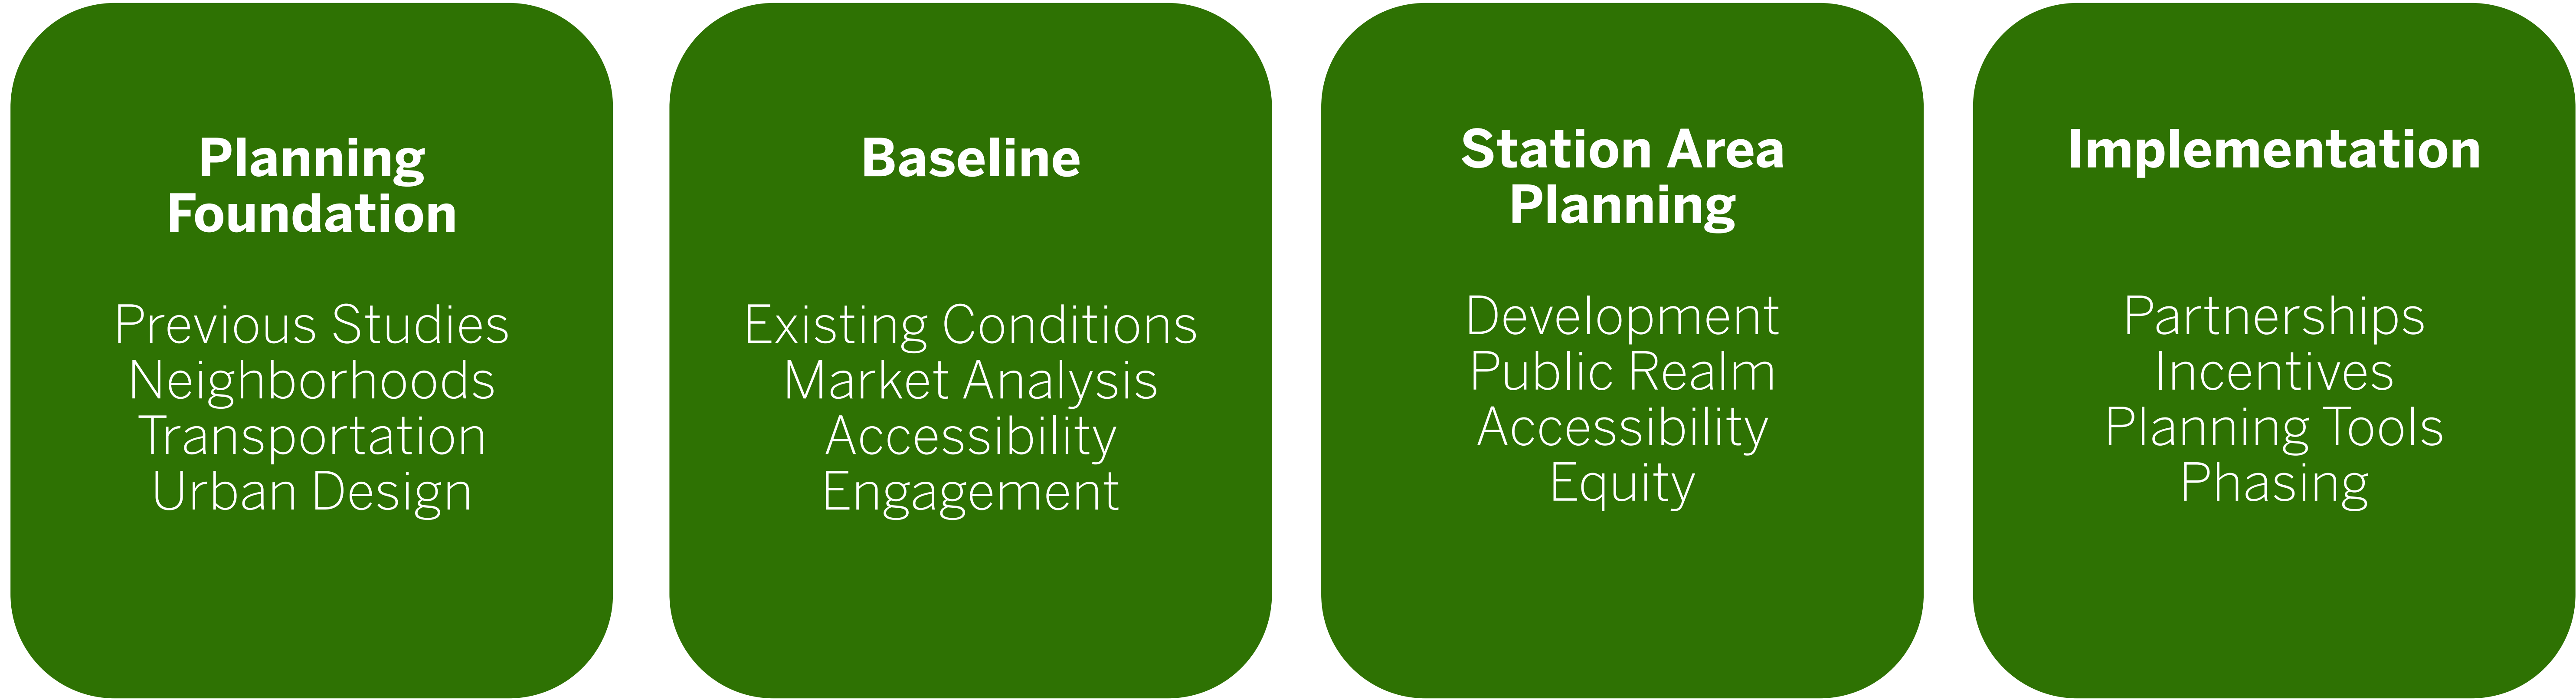 Planning
Foundation
Previous Studies
Neighborhoods
Transportation
Urban Design
Baseline
Existing Conditions
Market Analysis
Accessibility
Engagement
Station Area
Planning
Development
Public Realm
Accessibility
Equity
Implementation
Partnerships
Incentives
Planning Tools
Phasing